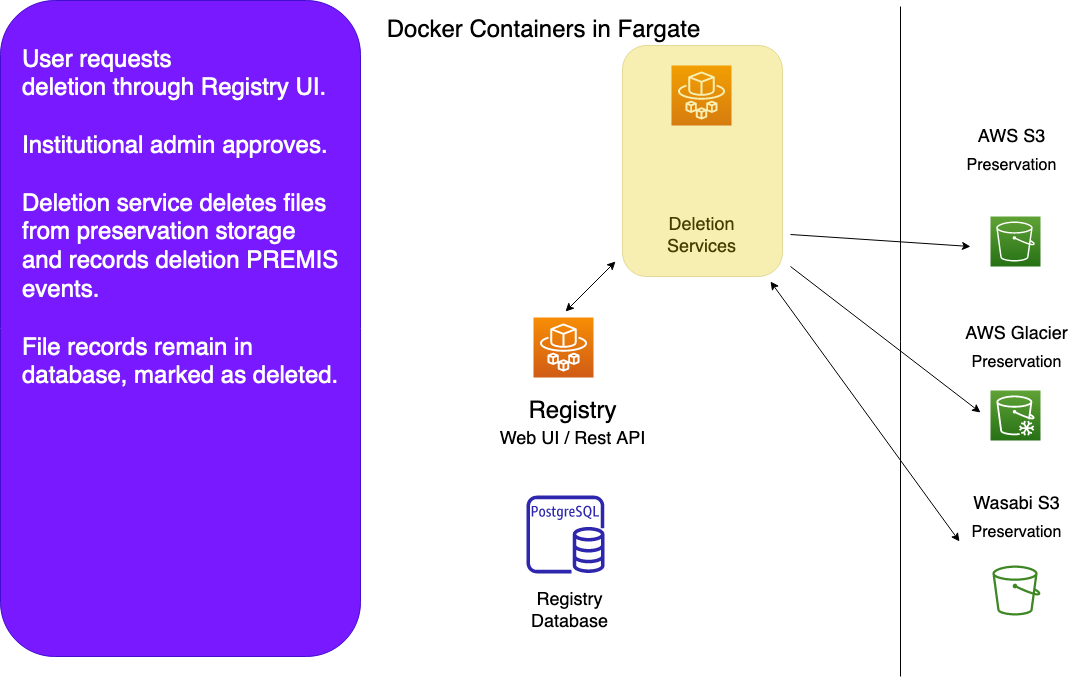 User requests
deletion through Registry UI.
Institutional admin approves.
Deletion service deletes files
from preservation storage
and records deletion PREMIS
events.
File records remain in
database, marked as deleted.
Docker Containers in Fargate
Deletion
Services
Registry
Web UI / Rest API
PostgreSQL
Registry
Database
AWS S3
Preservation
AWS Glacier
Preservation
Wasabi S3
Preservation